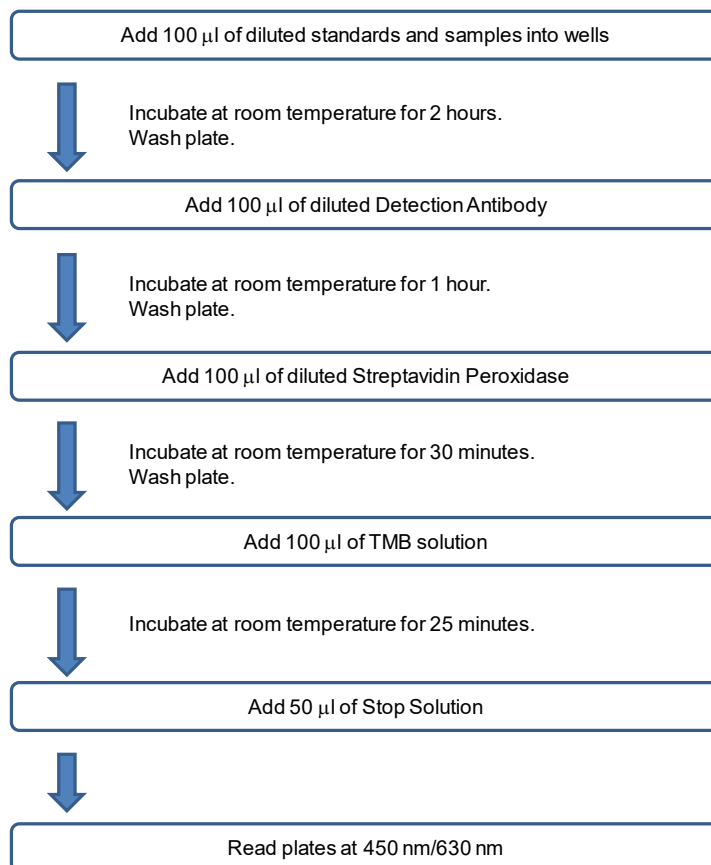 Add 100 μl of diluted standards and samples into wells
Incubate at room temperature for 2 hours.
Wash plate.
Add 100 μl of diluted Detection Antibody
Incubate at room temperature for 1 hour.
Wash plate.
Add 100 μl of diluted Streptavidin Peroxidase
Incubate at room temperature for 30 minutes.
Wash plate.
Add 100 μl of TMB solution
Incubate at room temperature for 25 minutes.
Add 50 μl of Stop Solution
Read plates at 450 nm/630 nm